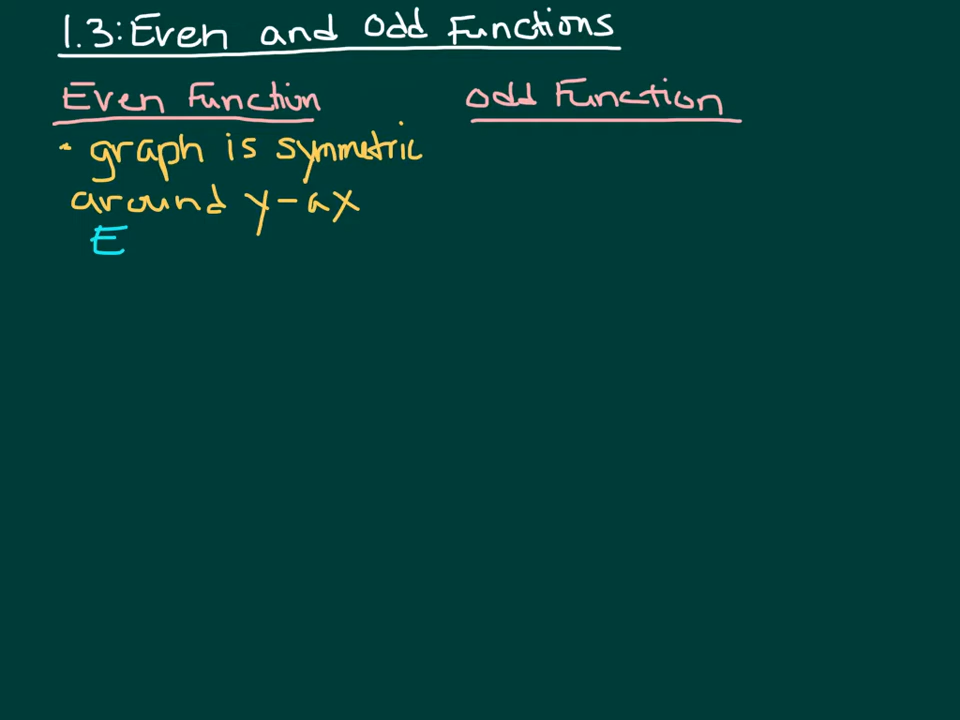 1.3: Even and Odd Functions
Even Function
Odd Function
• graph is symmetric
around y-ax
E